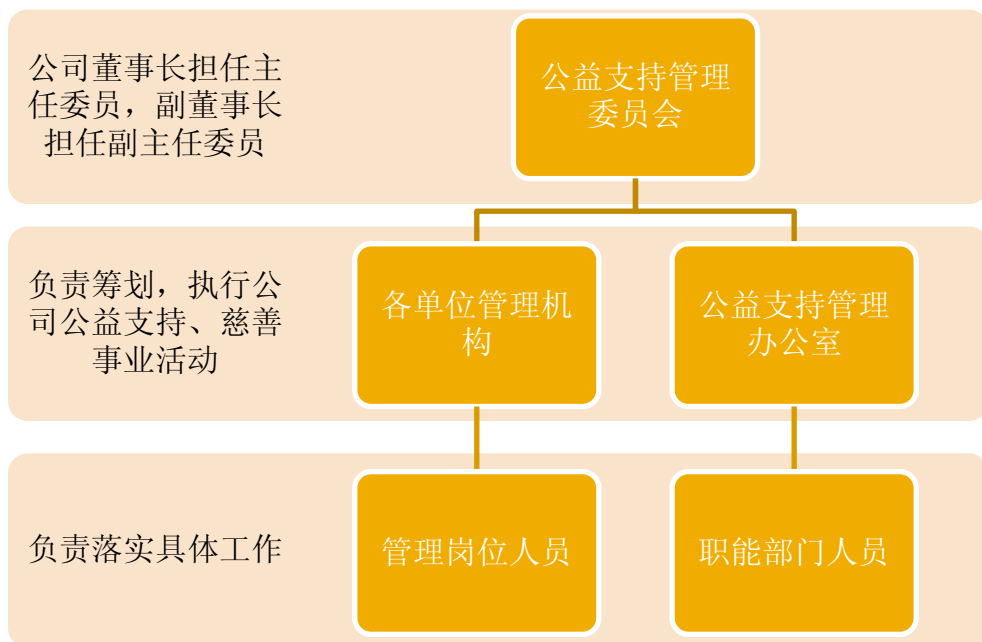 公司董事长担任主
任委员，副董事长
担任副主任委员
公益支持管理
委员会
负责筹划，执行公
司公益支持、慈善
事业活动
各单位管理机
构
公益支持管理
办公室
负责落实具体工作
管理岗位人员
职能部门人员